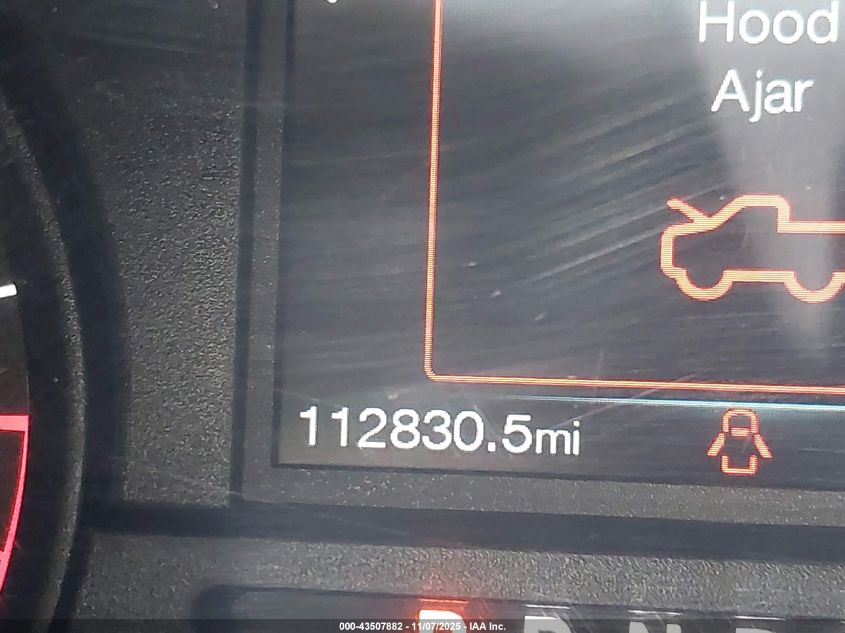 Hood
Ajar
112830.5mi
000-43507882 - 11/07/2025 - IAA Inc.